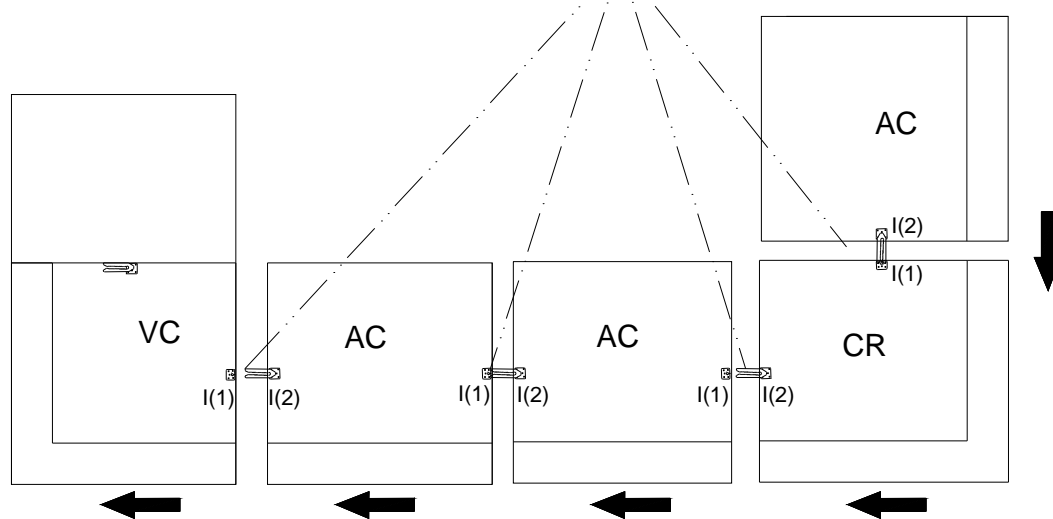 AC
I(2)
I(1)
VC
AC
AC
CR
I(1)
I(2)
I(1)
I(2)
I(1)
I(2)